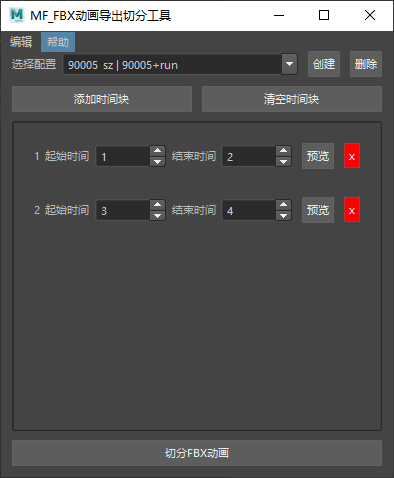 MF_FBX动画导出切分工具
编辑 帮助
选择配置 90005 sz | 90005+run 创建 删除
添加时间块 清空时间块
1 起始时间 1 结束时间 2 预览 x
2 起始时间 3 结束时间 4 预览 x
切分FBX动画